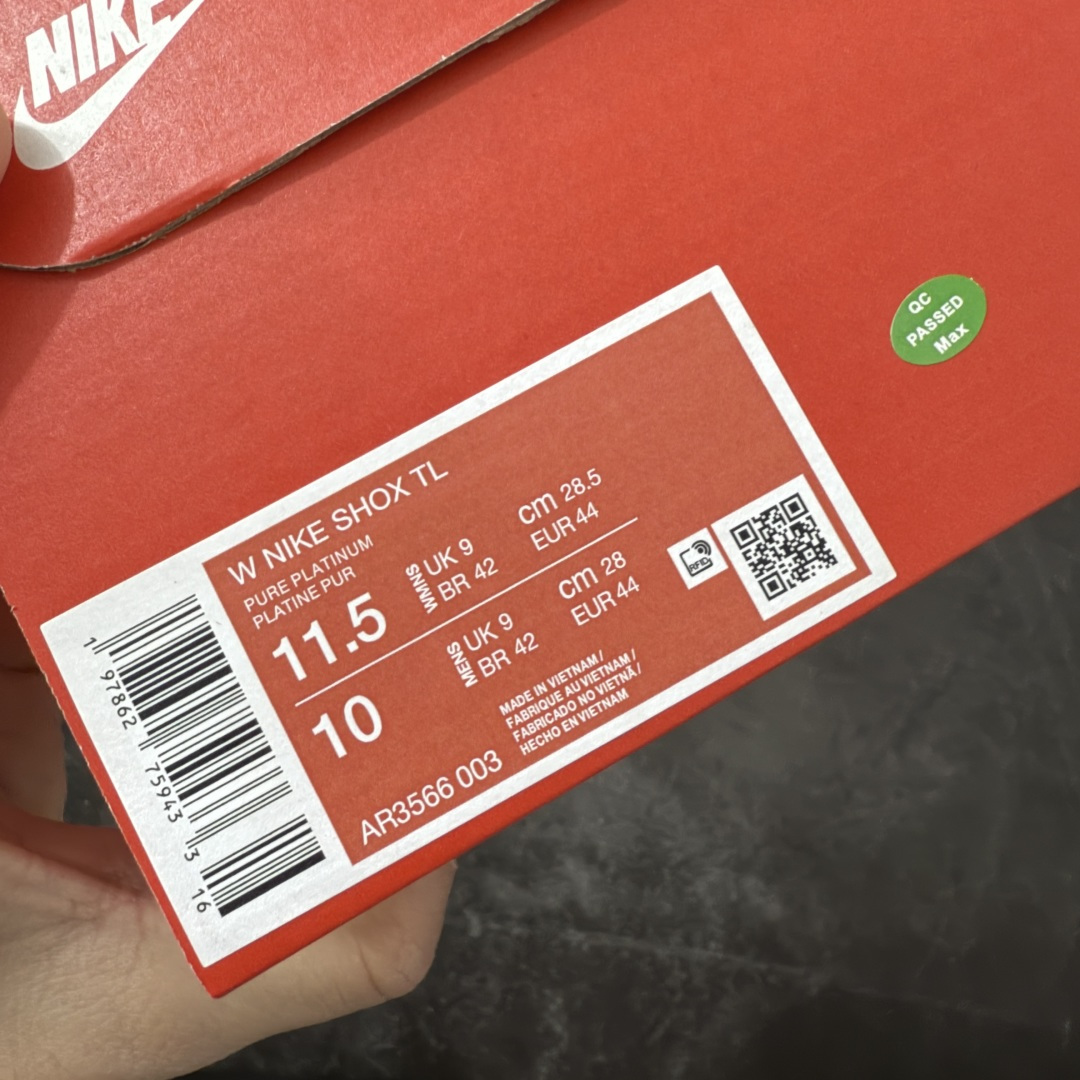 NIKE
QC
PASSED
Max
W NIKE SHOX TL
PURE PLATINUM
PLATINE PUR
11.5
WMNS
UK 9
BR 42
cm 28.5
EUR 44
10
MENS
UK 9
BR 42
cm 28
EUR 44
RFID
MADE IN VIETNAM /
FABRIQUE AU VIETNAM /
FABRICADO NO VIETNÃ /
HECHO EN VIETNAM
AR3566 003
1 97862 75943 3 16